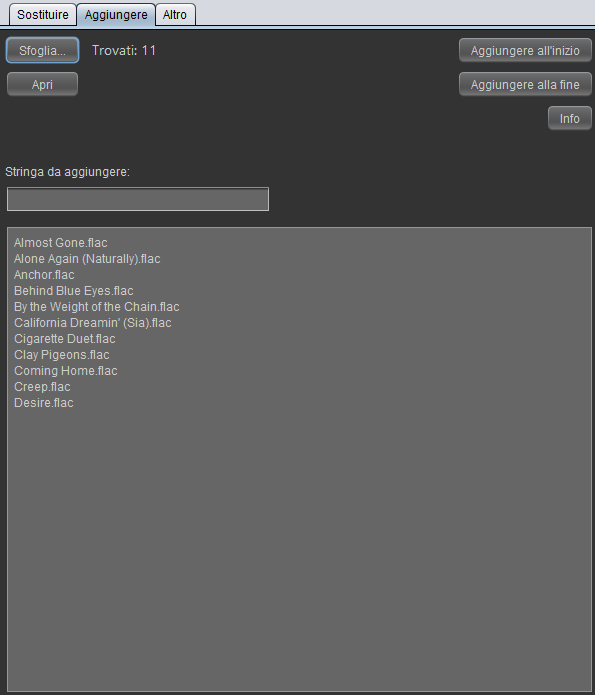 Sostituire Aggiungere Altro
Sfoglia... Trovati: 11 Aggiungere all'inizio
Apri Aggiungere alla fine
Info
Stringa da aggiungere:
Almost Gone.flac
Alone Again (Naturally).flac
Anchor.flac
Behind Blue Eyes.flac
By the Weight of the Chain.flac
California Dreamin' (Sia).flac
Cigarette Duet.flac
Clay Pigeons.flac
Coming Home.flac
Creep.flac
Desire.flac